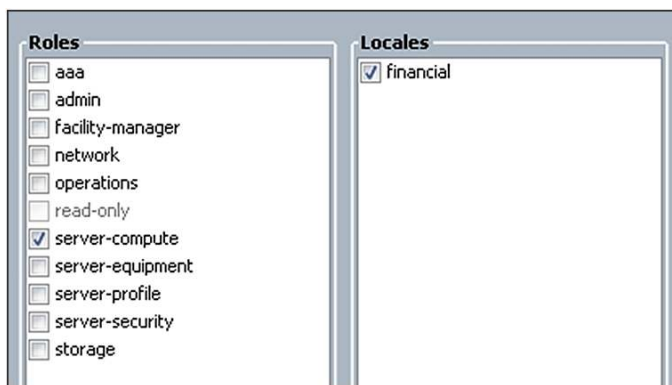 Roles
aaa
admin
facility-manager
network
operations
read-only
server-compute
server-equipment
server-profile
server-security
storage
Locales
financial